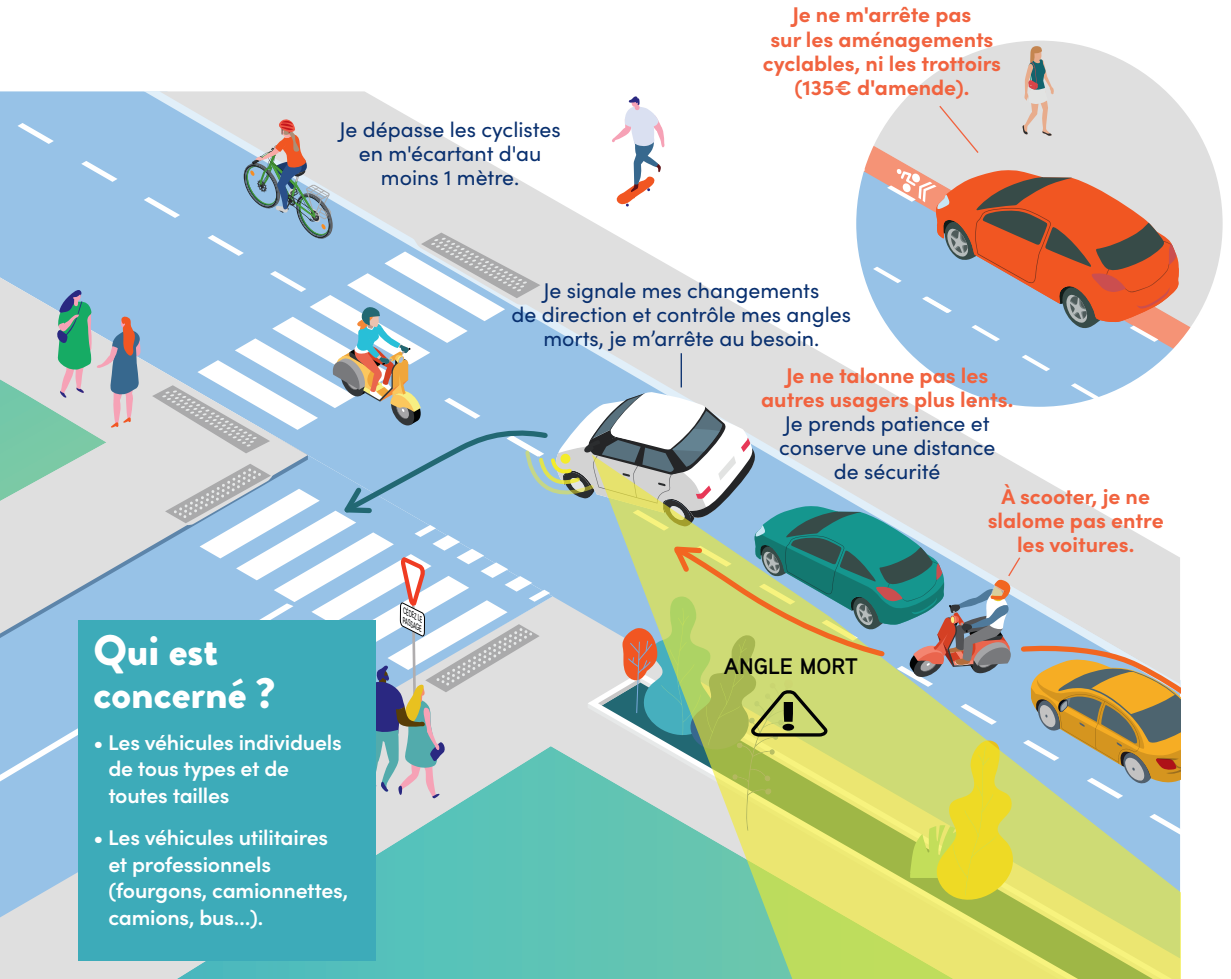 Je ne m'arrête pas
sur les aménagements
cyclables, ni les trottoirs
(135€ d'amende).
Je dépasse les cyclistes
en m'écartant d'au
moins 1 mètre.
Je signale mes changements
de direction et contrôle mes angles
morts, je m’arrête au besoin.
Je ne talonne pas les
autres usagers plus lents.
Je prends patience et
conserve une distance
de sécurité
À scooter, je ne
slalome pas entre
les voitures.
CÉDEZ LE
PASSAGE
ANGLE MORT
!
Qui est
concerné ?
• Les véhicules individuels
de tous types et de
toutes tailles
• Les véhicules utilitaires
et professionnels
(fourgons, camionnettes,
camions, bus...).